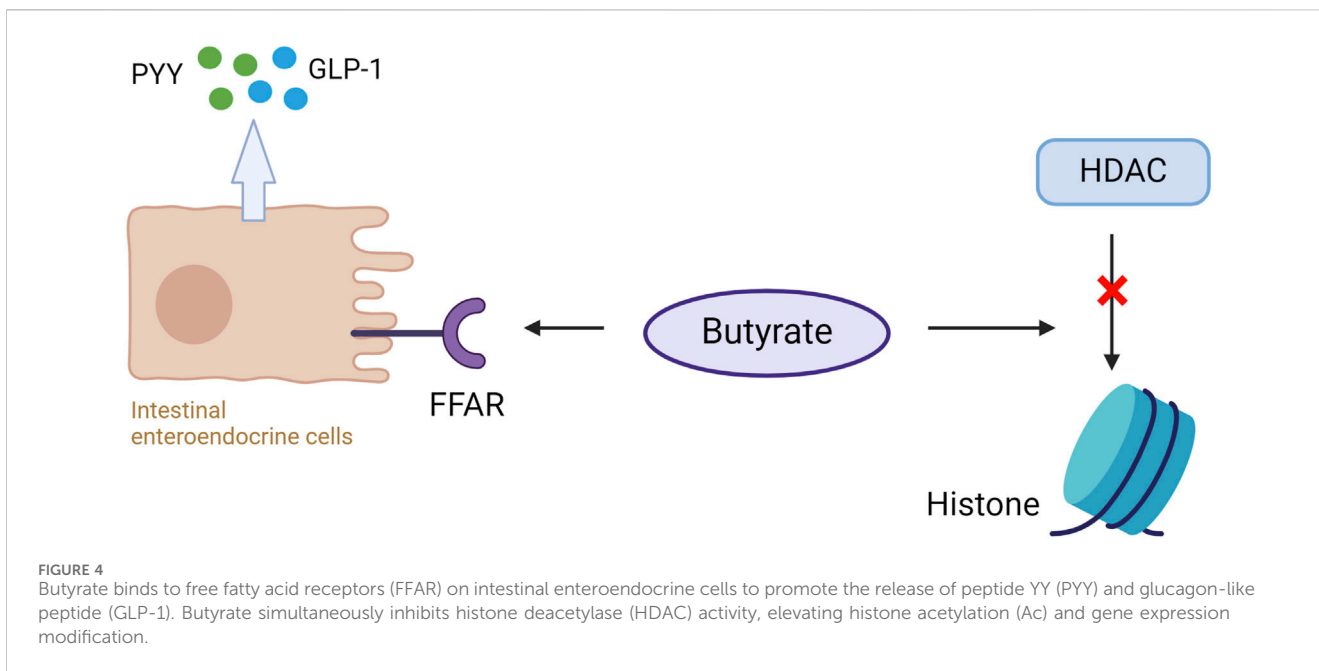 PYY
GLP-1
HDAC
Butyrate
FFAR
Intestinal
enteroendocrine cells
Histone
FIGURE 4
Butyrate binds to free fatty acid receptors (FFAR) on intestinal enteroendocrine cells to promote the release of peptide YY (PYY) and glucagon-like
peptide (GLP-1). Butyrate simultaneously inhibits histone deacetylase (HDAC) activity, elevating histone acetylation (Ac) and gene expression
modification.